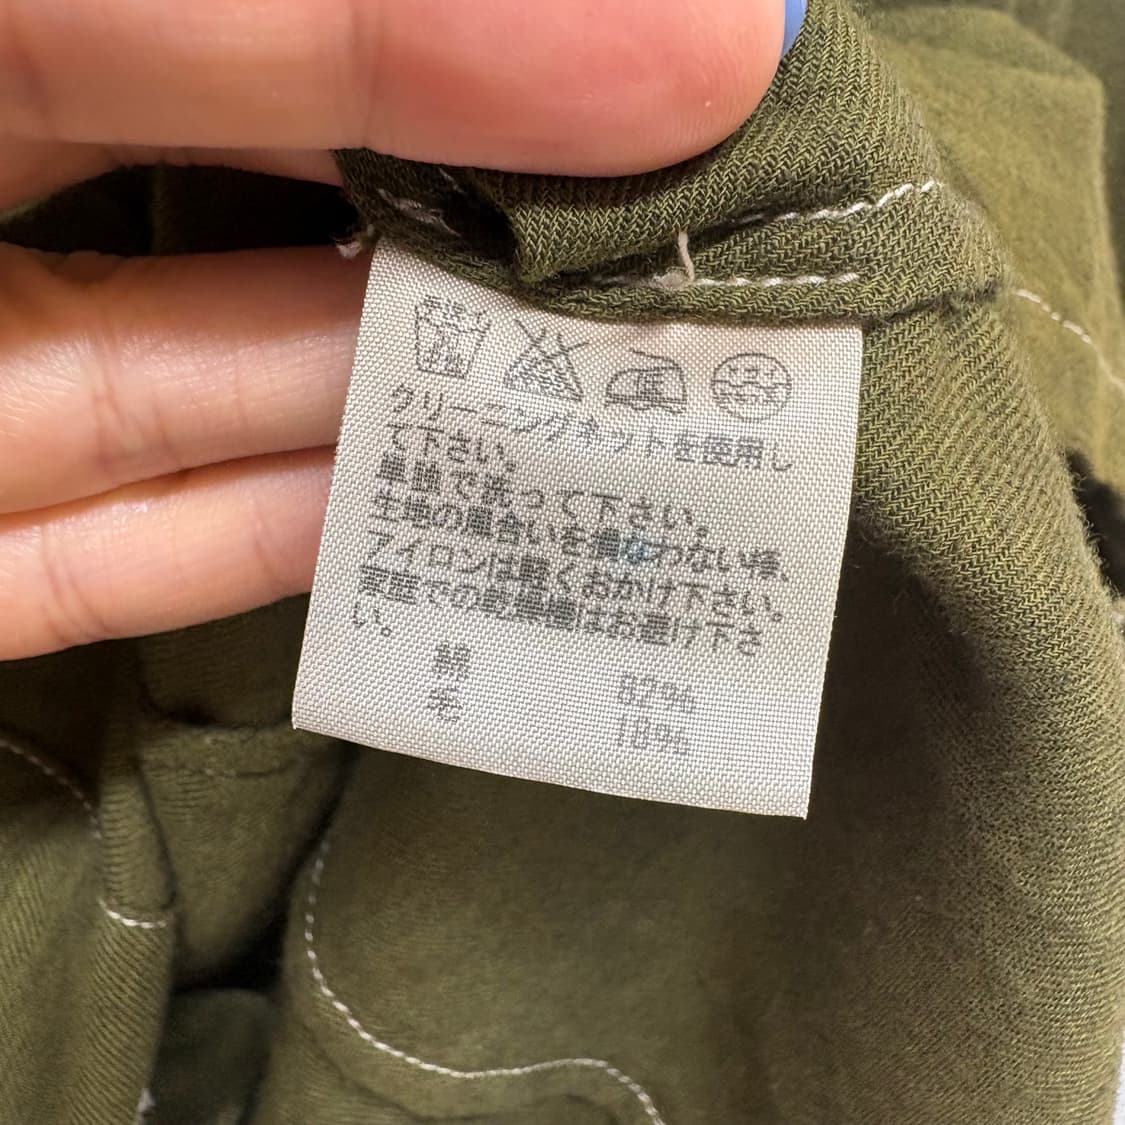 クリーニングネットを使用し
て下さい。
単独で洗って下さい。
生地の風合いを損なわない様、
アイロンは軽くおかけ下さい。
家庭での乾燥機はお避け下さ
い。
綿 82%
毛 18%